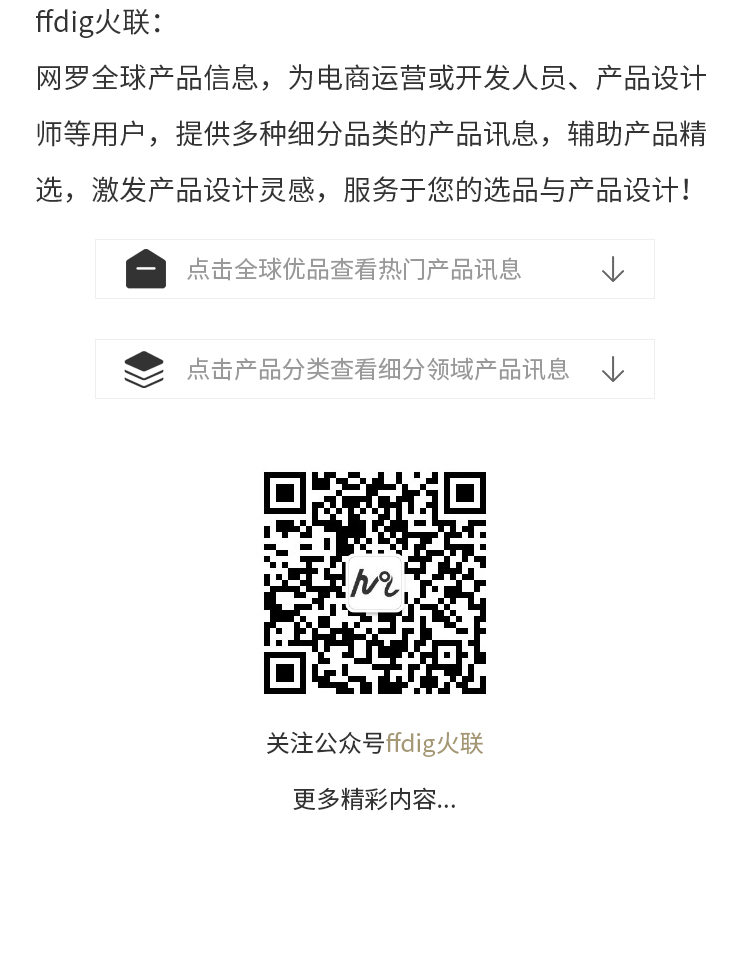 ffdig火联：
网罗全球产品信息，为电商运营或开发人员、产品设计
师等用户，提供多种细分品类的产品讯息，辅助产品精
选，激发产品设计灵感，服务于您的选品与产品设计！
点击全球优品查看热门产品讯息
点击产品分类查看细分领域产品讯息
关注公众号ffdig火联
更多精彩内容...